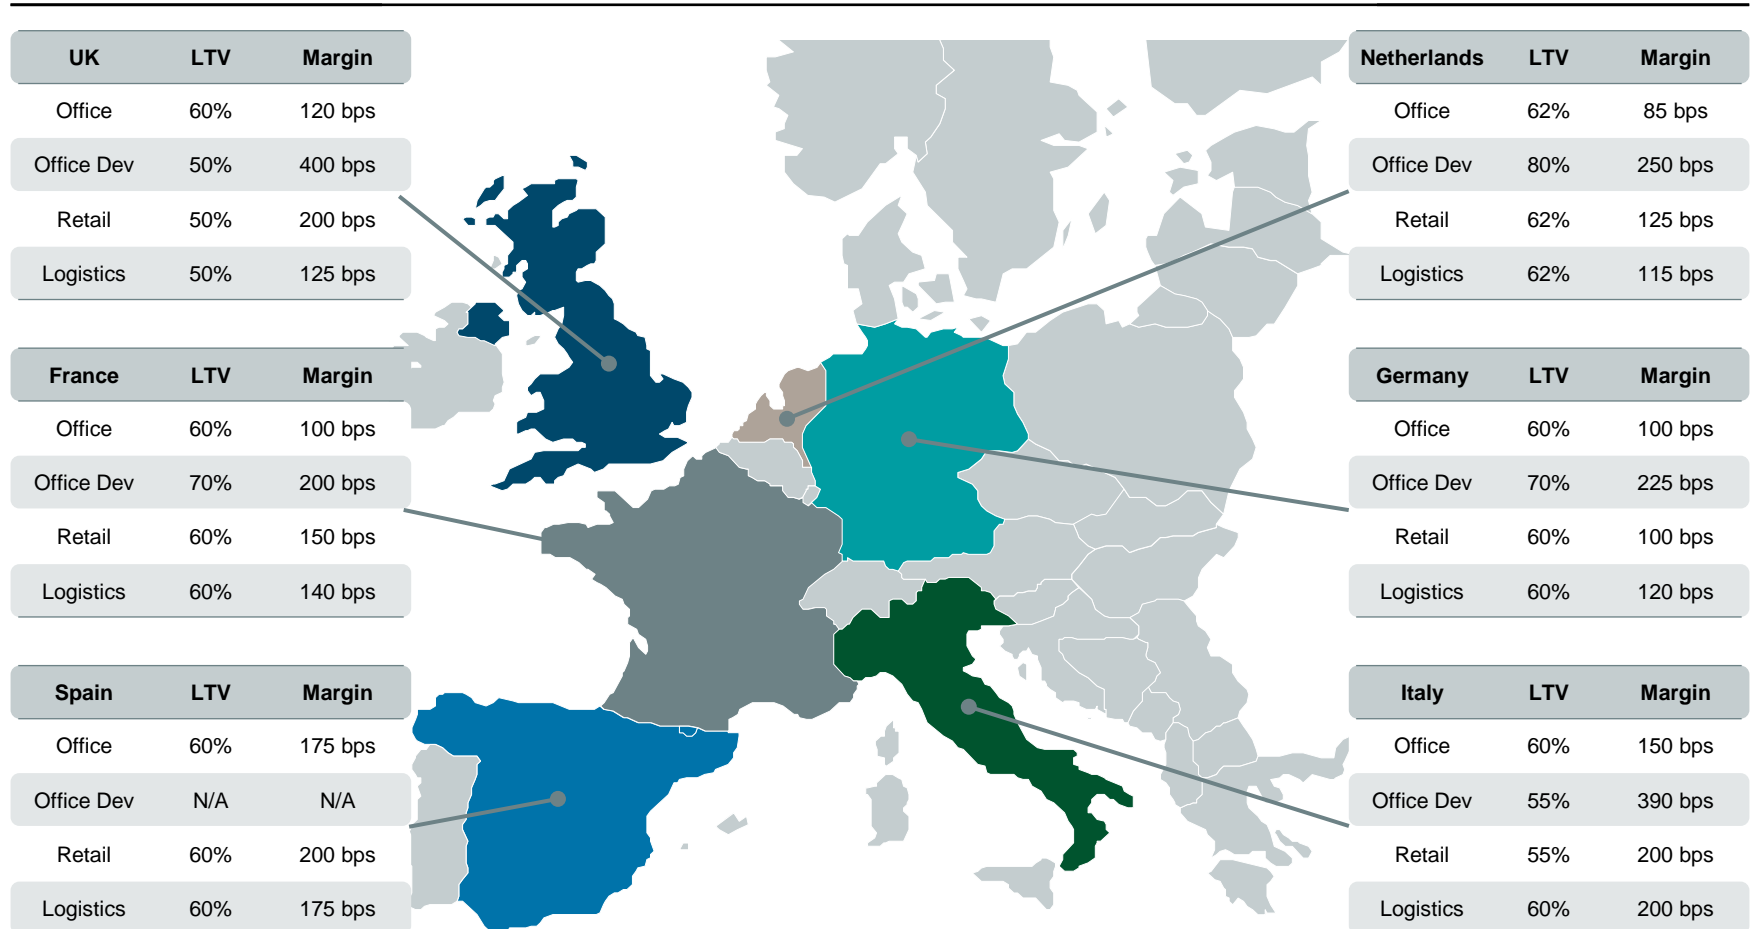 UK LTV Margin
Office 60% 120 bps
Office Dev 50% 400 bps
Retail 50% 200 bps
Logistics 50% 125 bps
France LTV Margin
Office 60% 100 bps
Office Dev 70% 200 bps
Retail 60% 150 bps
Logistics 60% 140 bps
Spain LTV Margin
Office 60% 175 bps
Office Dev N/A N/A
Retail 60% 200 bps
Logistics 60% 175 bps
Netherlands LTV Margin
Office 62% 85 bps
Office Dev 80% 250 bps
Retail 62% 125 bps
Logistics 62% 115 bps
Germany LTV Margin
Office 60% 100 bps
Office Dev 70% 225 bps
Retail 60% 100 bps
Logistics 60% 120 bps
Italy LTV Margin
Office 60% 150 bps
Office Dev 55% 390 bps
Retail 55% 200 bps
Logistics 60% 200 bps